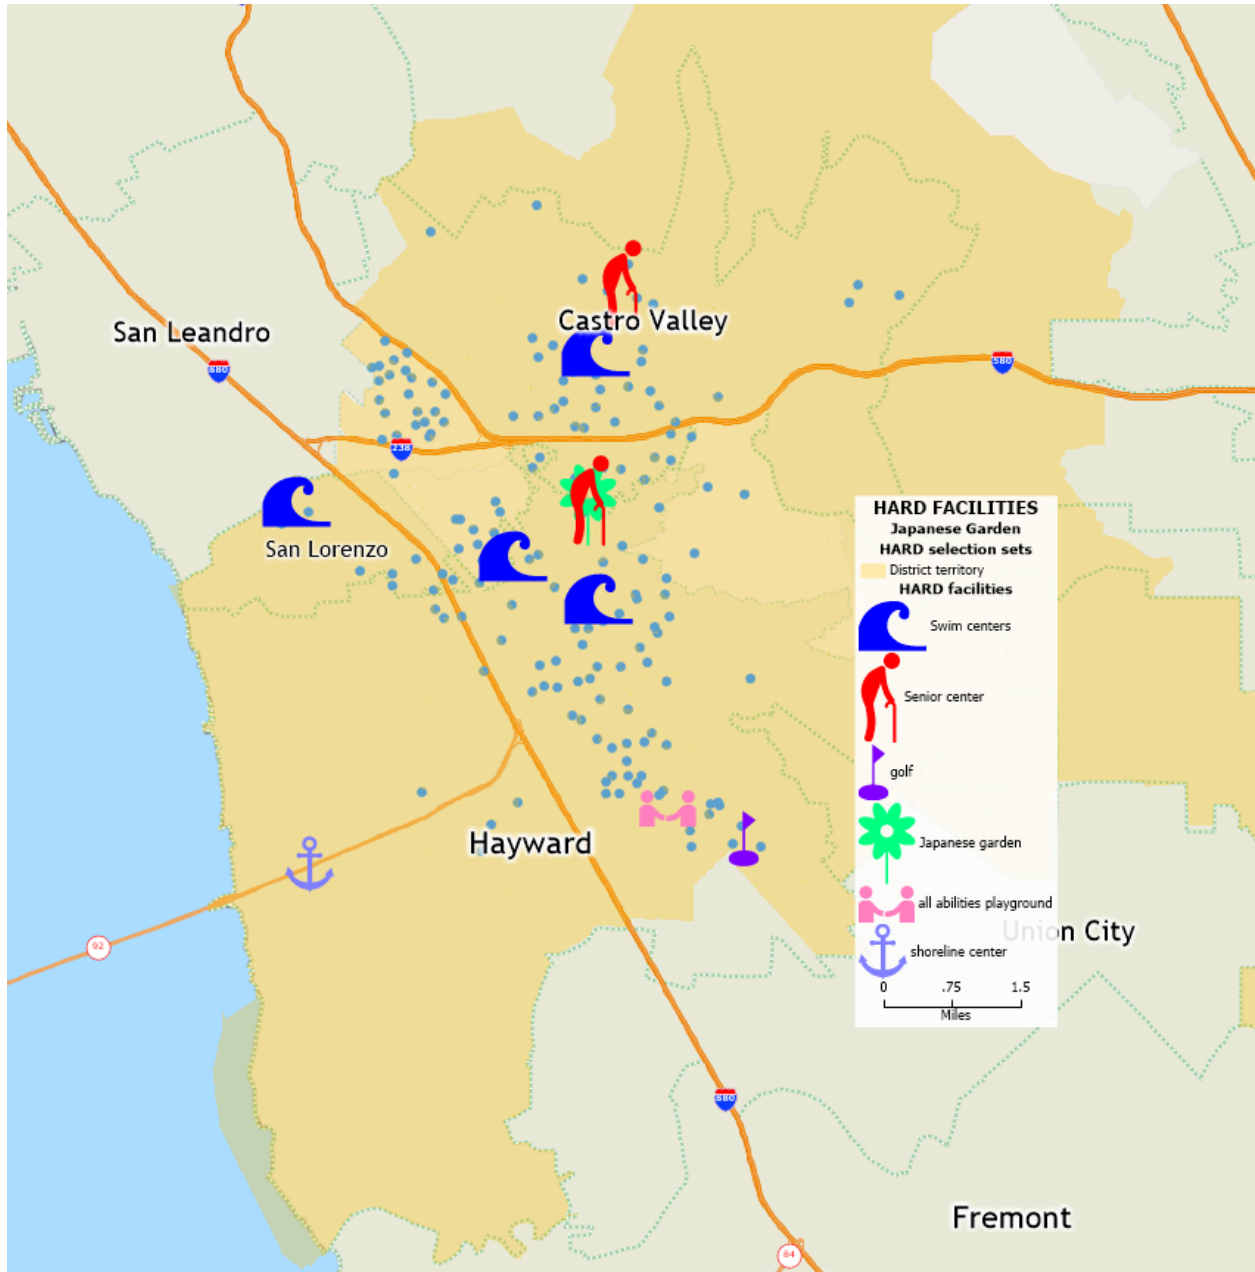 San Leandro
Castro Valley
880
580
238
San Lorenzo
HARD FACILITIES
Japanese Garden
HARD selection sets
District territory
HARD facilities
Swim centers
Senior center
golf
Japanese garden
all abilities playground
shoreline center
0 .75 1.5
Miles
Hayward
Union City
92
880
Fremont
84